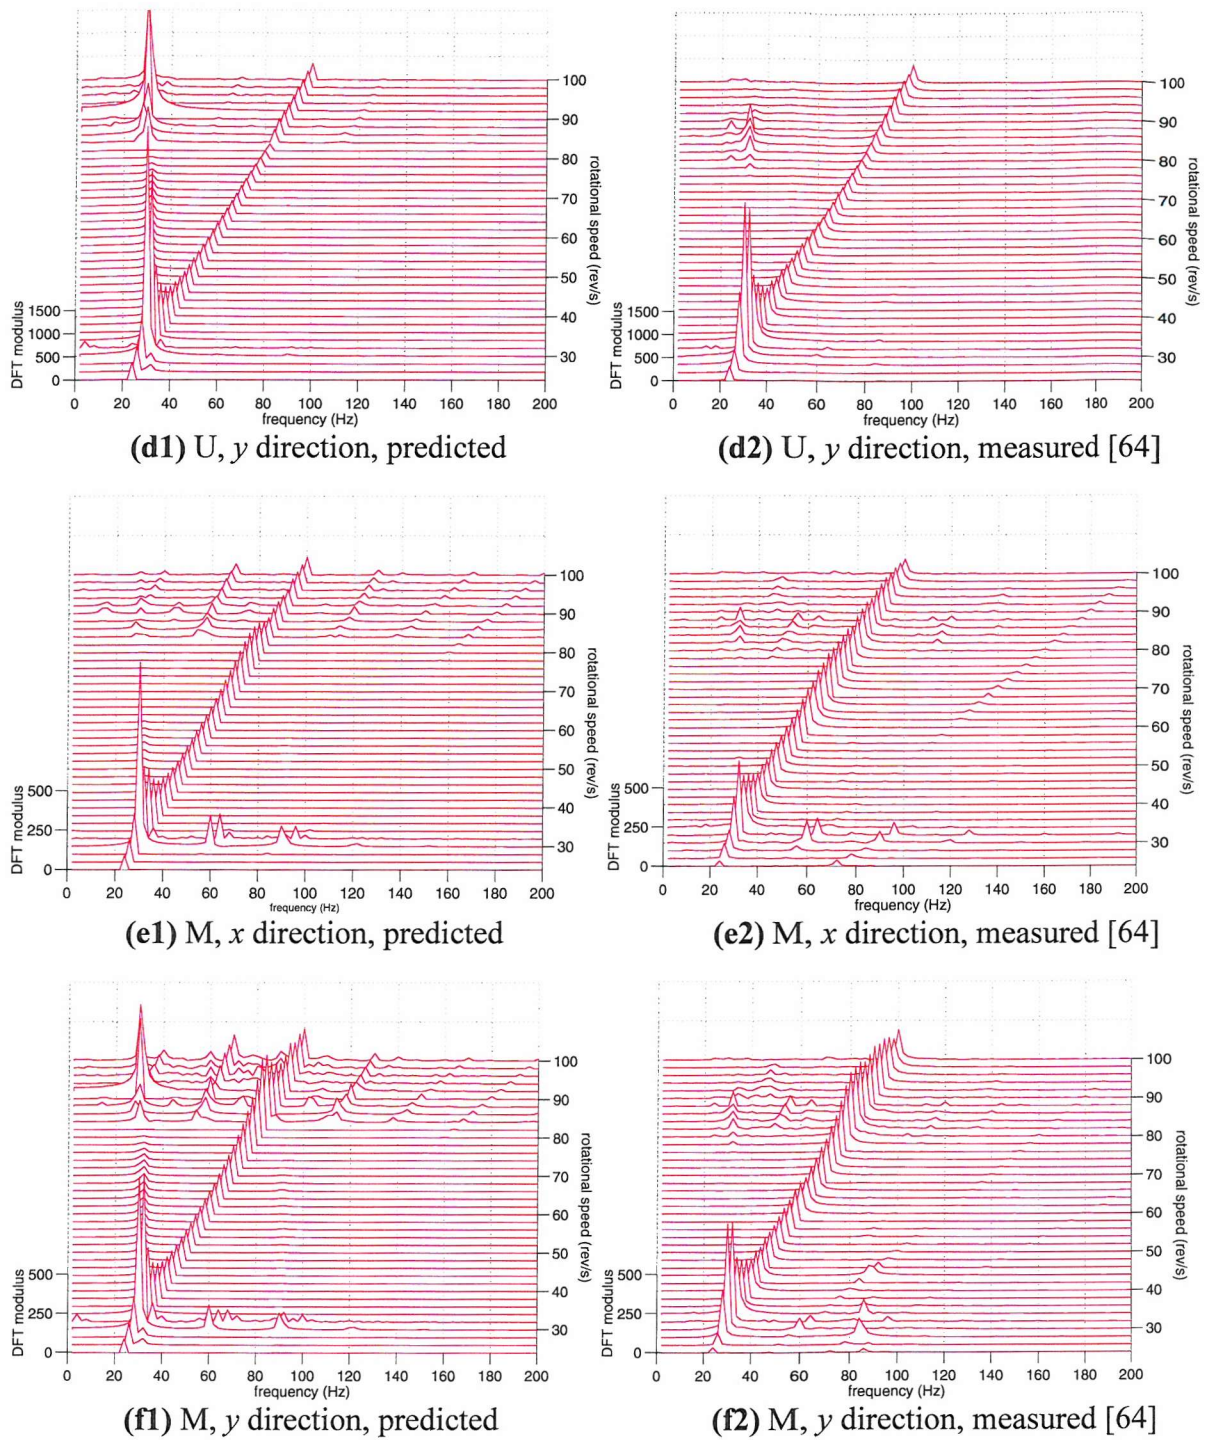 100
90
80
70
60
50
40
30
rotational speed (rev/s)
1500
1000
500
0
DFT modulus
0 20 40 60 80 100 120 140 160 180 200
frequency (Hz)
(d1) U, y direction, predicted
100
90
80
70
60
50
40
30
rotational speed (rev/s)
1500
1000
500
0
DFT modulus
0 20 40 60 80 100 120 140 160 180 200
frequency (Hz)
(d2) U, y direction, measured [64]
100
90
80
70
60
50
40
30
rotational speed (rev/s)
500
250
0
DFT modulus
0 20 40 60 80 100 120 140 160 180 200
frequency (Hz)
(e1) M, x direction, predicted
100
90
80
70
60
50
40
30
rotational speed (rev/s)
500
250
0
DFT modulus
0 20 40 60 80 100 120 140 160 180 200
frequency (Hz)
(e2) M, x direction, measured [64]
100
90
80
70
60
50
40
30
rotational speed (rev/s)
500
250
0
DFT modulus
0 20 40 60 80 100 120 140 160 180 200
frequency (Hz)
(f1) M, y direction, predicted
100
90
80
70
60
50
40
30
rotational speed (rev/s)
500
250
0
DFT modulus
0 20 40 60 80 100 120 140 160 180 200
frequency (Hz)
(f2) M, y direction, measured [64]